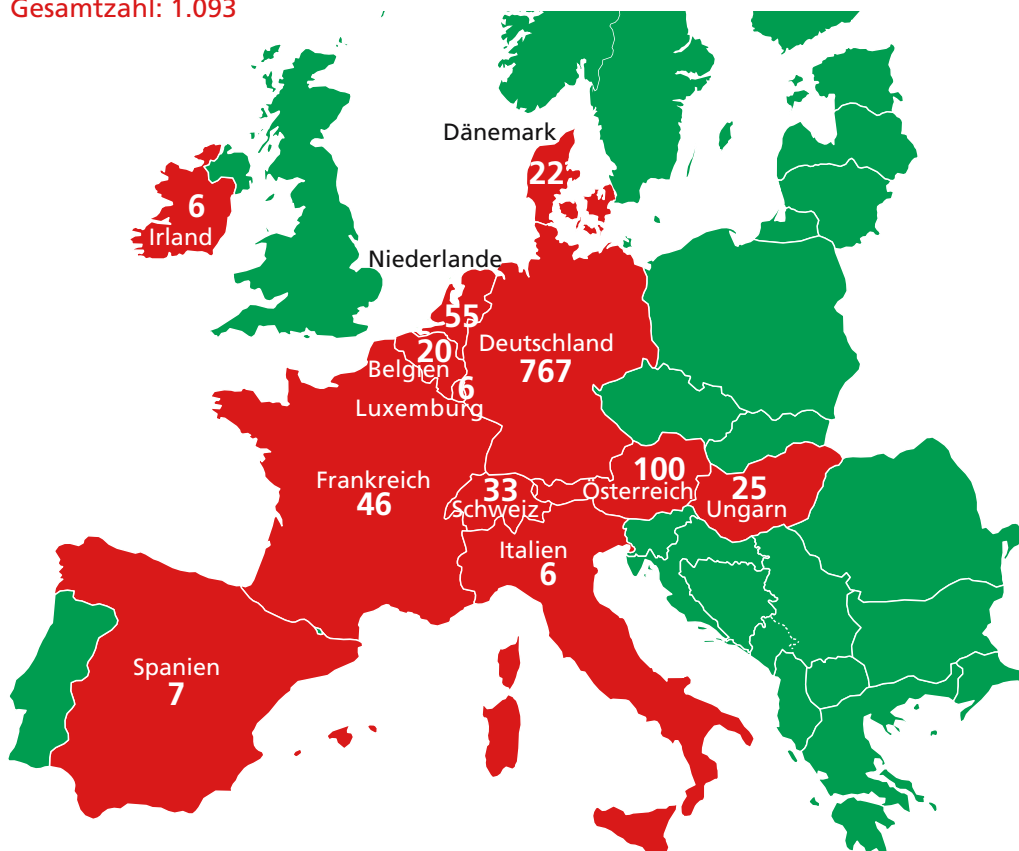 Gesamtzahl: 1.093
Dänemark
22
6
Irland
Niederlande
55
20
Belgien
6
Luxemburg
Deutschland
767
Frankreich
46
33
Schweiz
100
Österreich
25
Ungarn
Italien
6
Spanien
7